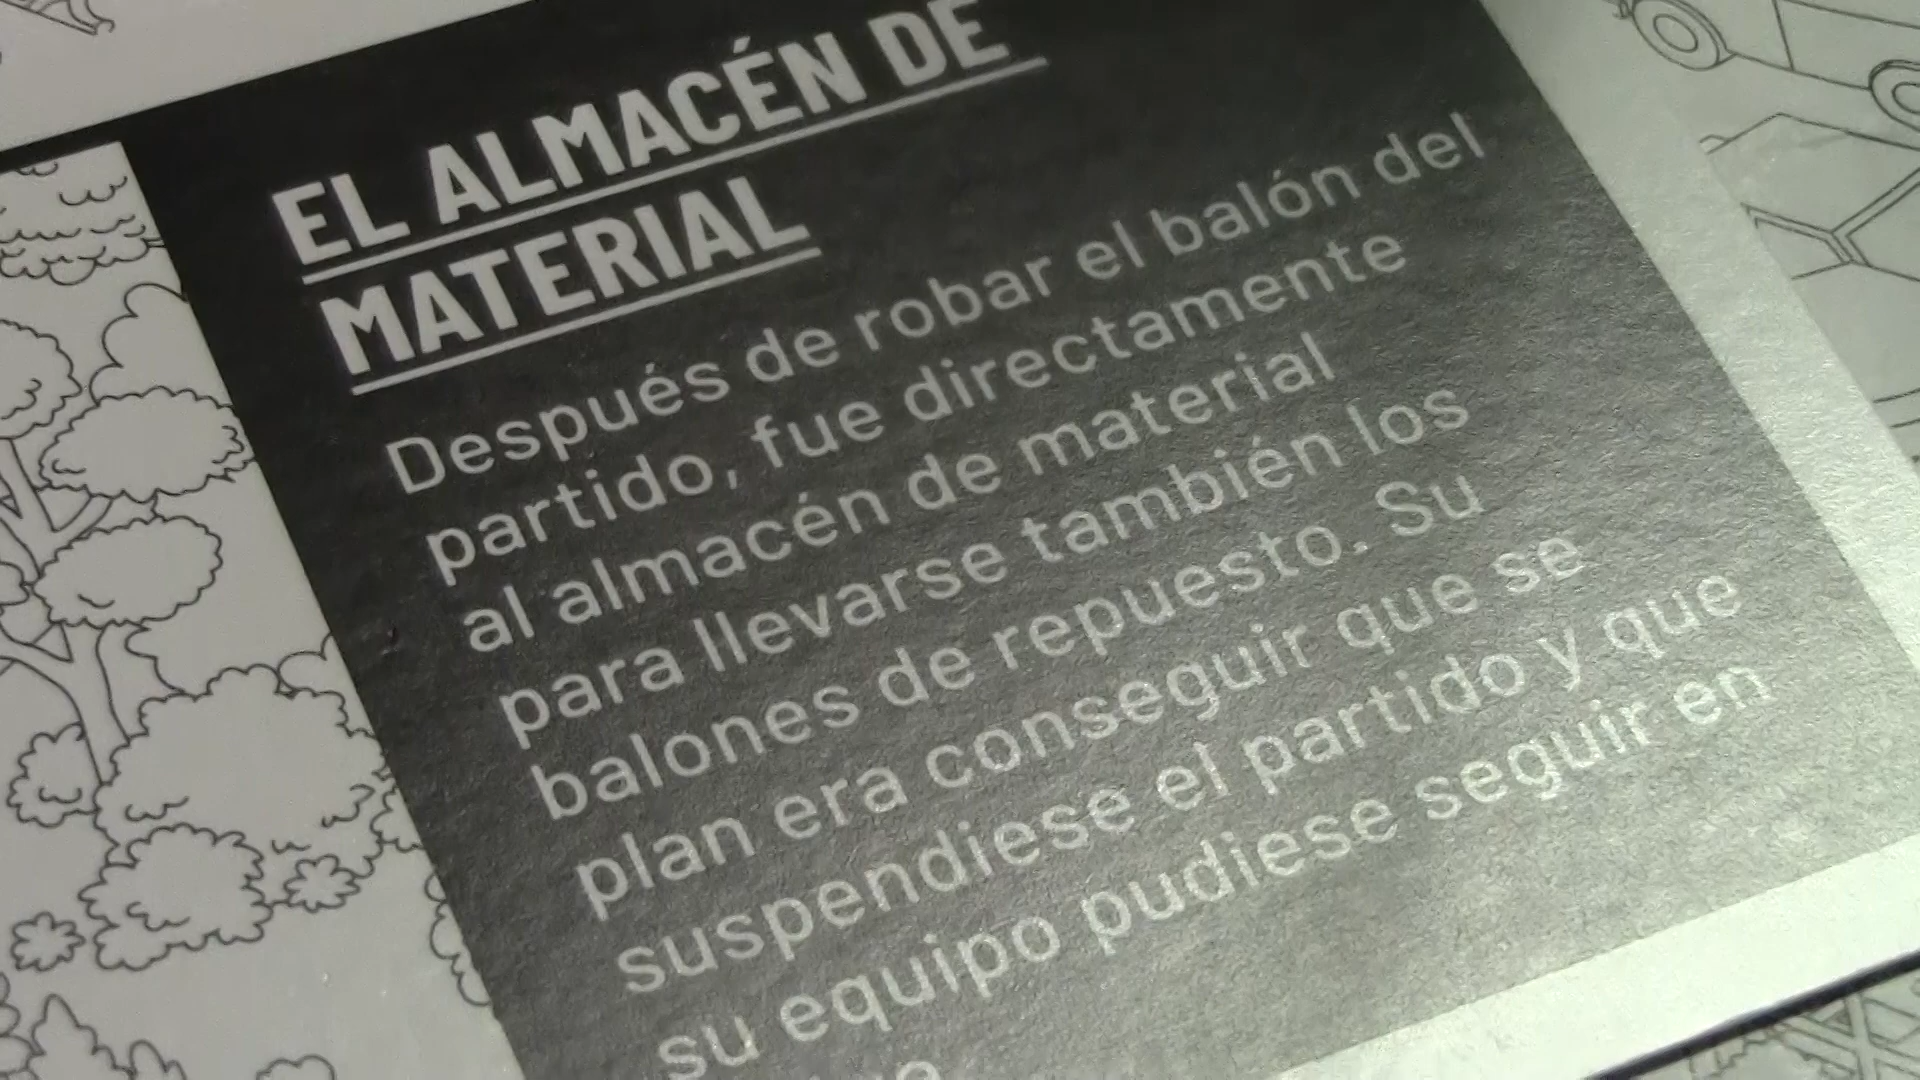 EL ALMACÉN DE
MATERIAL
Después de robar el balón del
partido, fue directamente
al almacén de material
para llevarse también los
balones de repuesto. Su
plan era conseguir que se
suspendiese el partido y que
su equipo pudiese seguir en